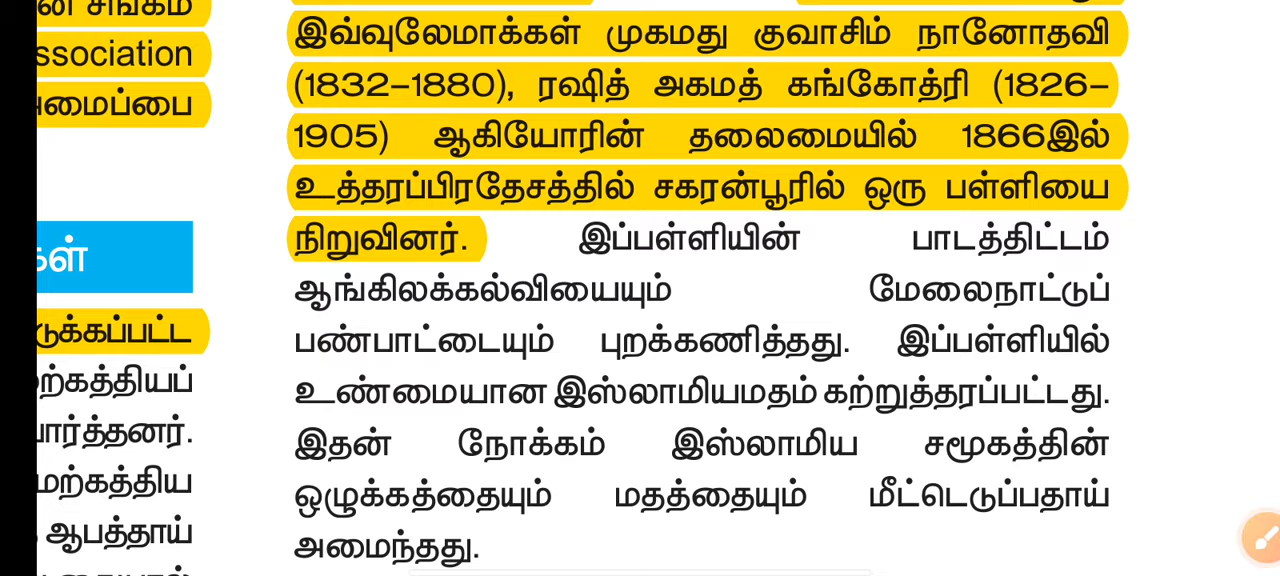 சங்கம்
ssociation
அமைப்பை
கள்
டுக்கப்பட்ட
ற்கத்தியப்
பார்த்தனர்.
மற்கத்திய
ஆபத்தாய்
இவ்வுலேமாக்கள் முகமது குவாசிம் நானோதவி
(1832–1880), ரஷித் அகமத் கங்கோத்ரி (1826–
1905) ஆகியோரின் தலைமையில் 1866இல்
உத்தரப்பிரதேசத்தில் சகரன்பூரில் ஒரு பள்ளியை
நிறுவினர். இப்பள்ளியின் பாடத்திட்டம்
ஆங்கிலக்கல்வியையும் மேலைநாட்டுப்
பண்பாட்டையும் புறக்கணித்தது. இப்பள்ளியில்
உண்மையான இஸ்லாமியமதம் கற்றுத்தரப்பட்டது.
இதன் நோக்கம் இஸ்லாமிய சமூகத்தின்
ஒழுக்கத்தையும் மதத்தையும் மீட்டெடுப்பதாய்
அமைந்தது.